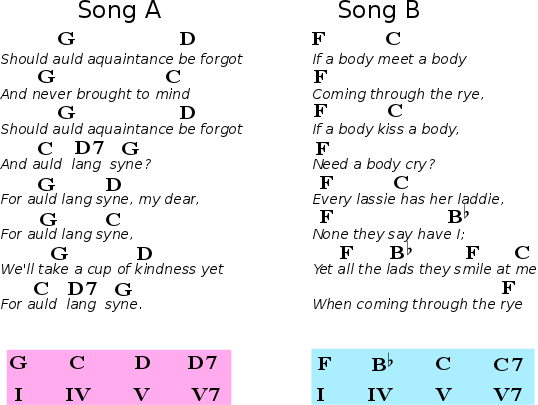 Song A
G D
Should auld aquaintance be forgot
G C
And never brought to mind
G D
Should auld aquaintance be forgot
C D7 G
And auld lang syne?
G D
For auld lang syne, my dear,
G C
For auld lang syne,
G D
We'll take a cup of kindness yet
C D7 G
For auld lang syne.
G C D D7
I IV V V7
Song B
F C
If a body meet a body
F
Coming through the rye,
F C
If a body kiss a body,
F
Need a body cry?
F C
Every lassie has her laddie,
F B♭
None they say have I;
F B♭ F C
Yet all the lads they smile at me
F
When coming through the rye
F B♭ C C7
I IV V V7